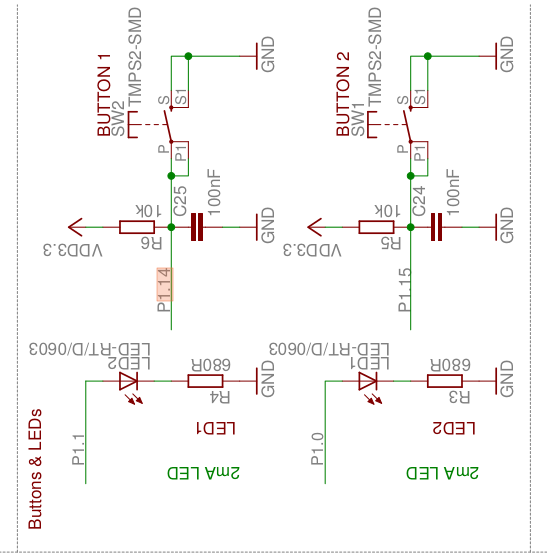 BUTTON 1
SW2
TMPS2-SMD
GND
S
S1
P
P1
C25
100nF
10k
R6
VDD3.3
GND
P1.14
BUTTON 2
SW1
TMPS2-SMD
GND
S
S1
P
P1
C24
100nF
10k
R5
VDD3.3
GND
P1.15
LED-RT/D/0603
LED2
680R
R4
GND
P1.1
LED1
2mA LED
LED-RT/D/0603
LED1
680R
R3
GND
P1.0
LED2
2mA LED
Buttons & LEDs